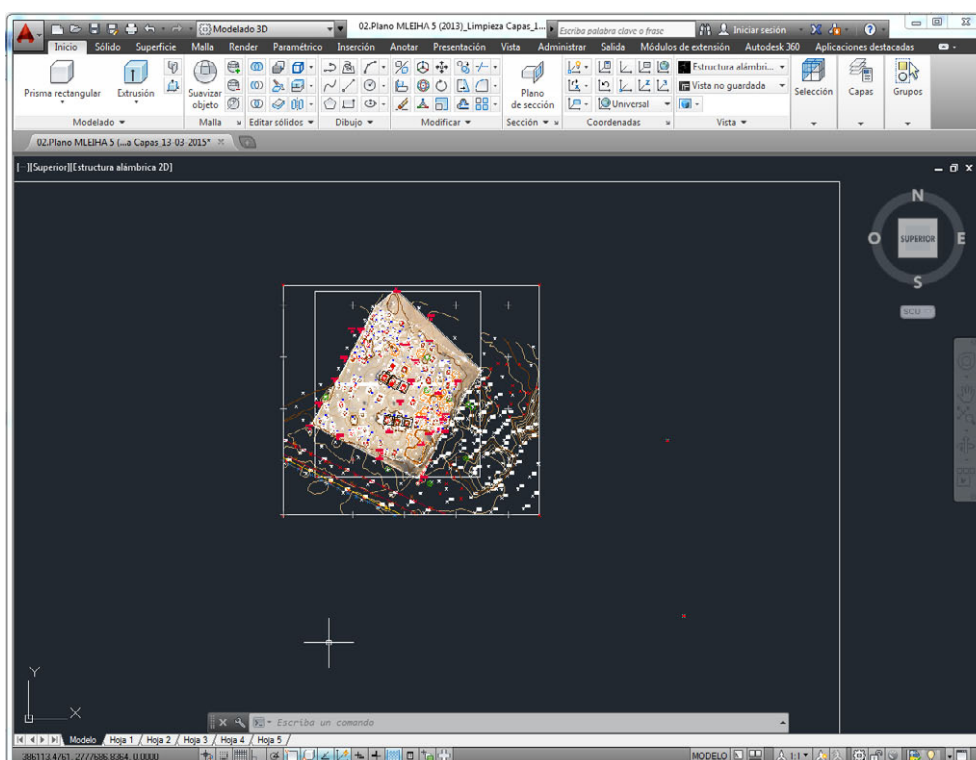 Modelado 3D
02.Plano MLEIHA 5 (2013)_Limpieza Capas_1...
Escriba palabra clave o frase
Iniciar sesión
Inicio Sólido Superficie Malla Render Paramétrico Inserción Anotar Presentación Vista Administrar Salida Módulos de extensión Autodesk 360 Aplicaciones destacadas
Prisma rectangular
Extrusión
Suavizar objeto
Plano de sección
Universal
Estructura alámbri...
Vista no guardada
Selección
Capas
Grupos
Modelado
Malla
Editar sólidos
Dibujo
Modificar
Sección
Coordenadas
Vista
02.Plano MLEIHA 5 (...a Capas 13-03-2015*
[−][Superior][Estructura alámbrica 2D]
N
O
SUPERIOR
E
S
SCU
Y
X
Escriba un comando
Modelo Hoja 1 Hoja 2 Hoja 3 Hoja 4 Hoja 5
MODELO
1:1